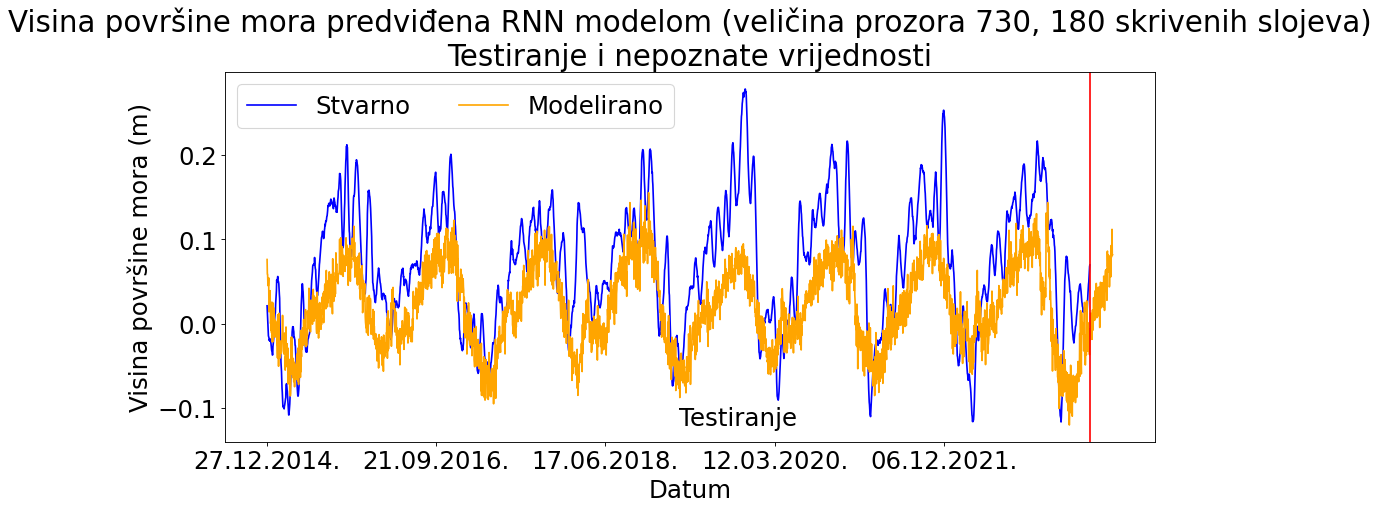 Visina površine mora predviđena RNN modelom (veličina prozora 730, 180 skrivenih slojeva)
Testiranje i nepoznate vrijednosti
Stvarno
Modelirano
Visina površine mora (m)
0.2
0.1
0.0
−0.1
Testiranje
27.12.2014.
21.09.2016.
17.06.2018.
12.03.2020.
06.12.2021.
Datum